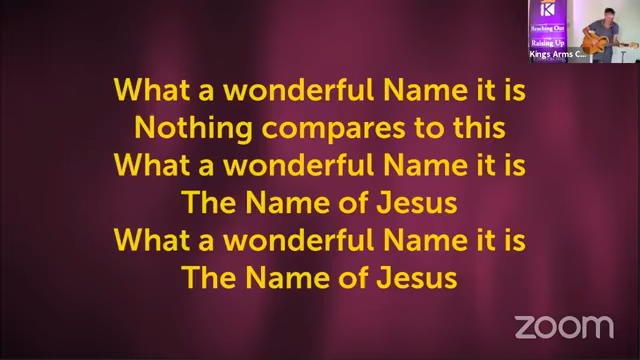 What a wonderful Name it is
Nothing compares to this
What a wonderful Name it is
The Name of Jesus
What a wonderful Name it is
The Name of Jesus
K
Reaching Out
Raising Up
Kings Arms C...
zoom